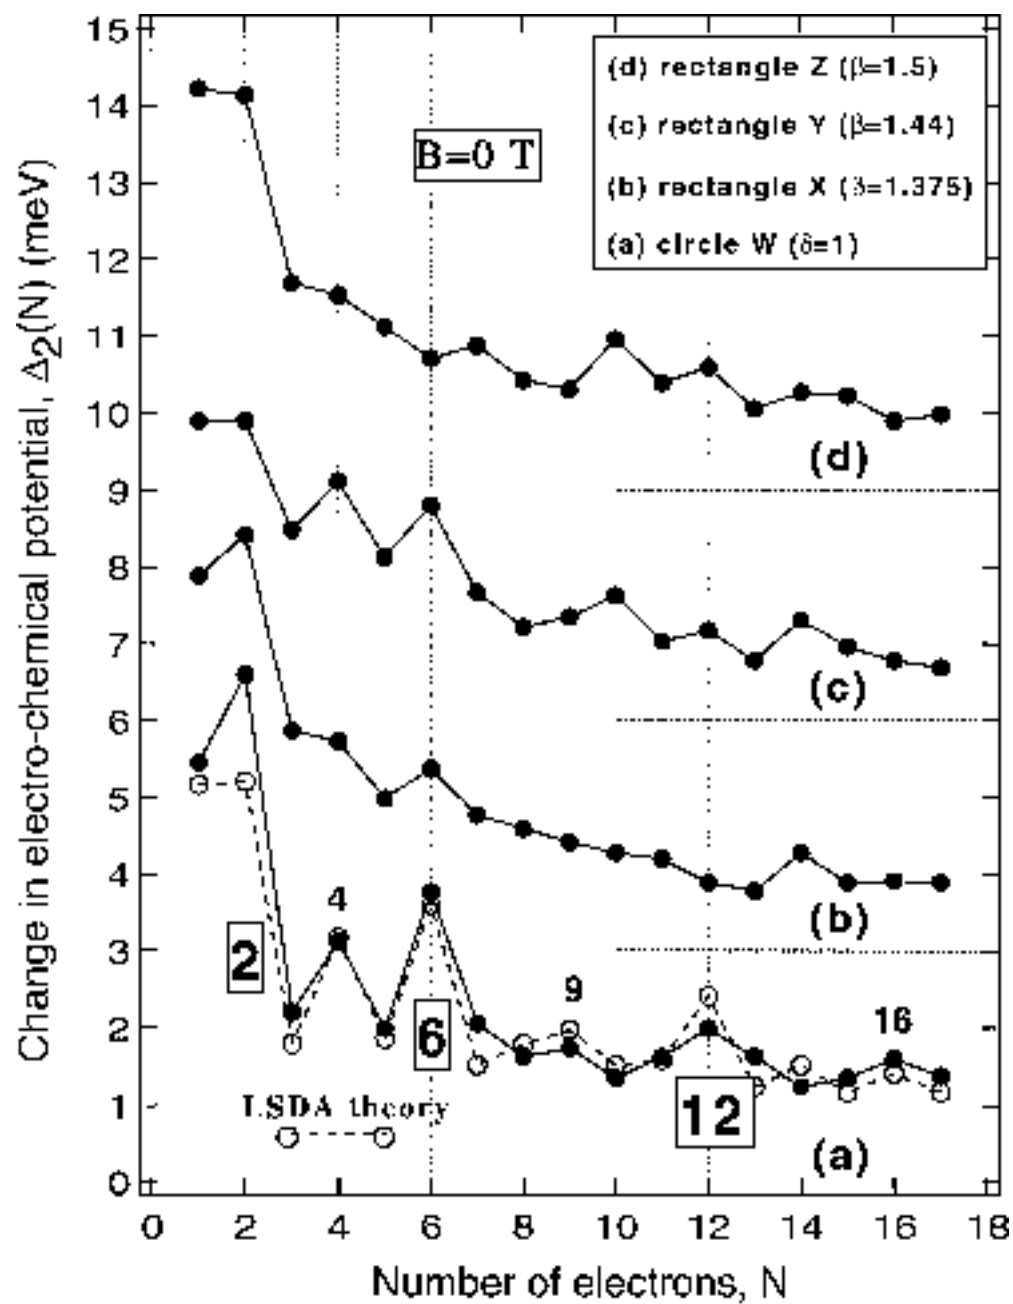 15
14
13
12
11
10
9
8
7
6
5
4
3
2
1
0
0 2 4 6 8 10 12 14 16 18
Change in electro-chemical potential, Δ2(N) (meV)
Number of electrons, N
B=0 T
(d) rectangle Z (β=1.5)
(c) rectangle Y (β=1.44)
(b) rectangle X (δ=1.375)
(a) circle W (δ=1)
(d)
(c)
(b)
(a)
2
4
6
9
12
16
LSDA theory